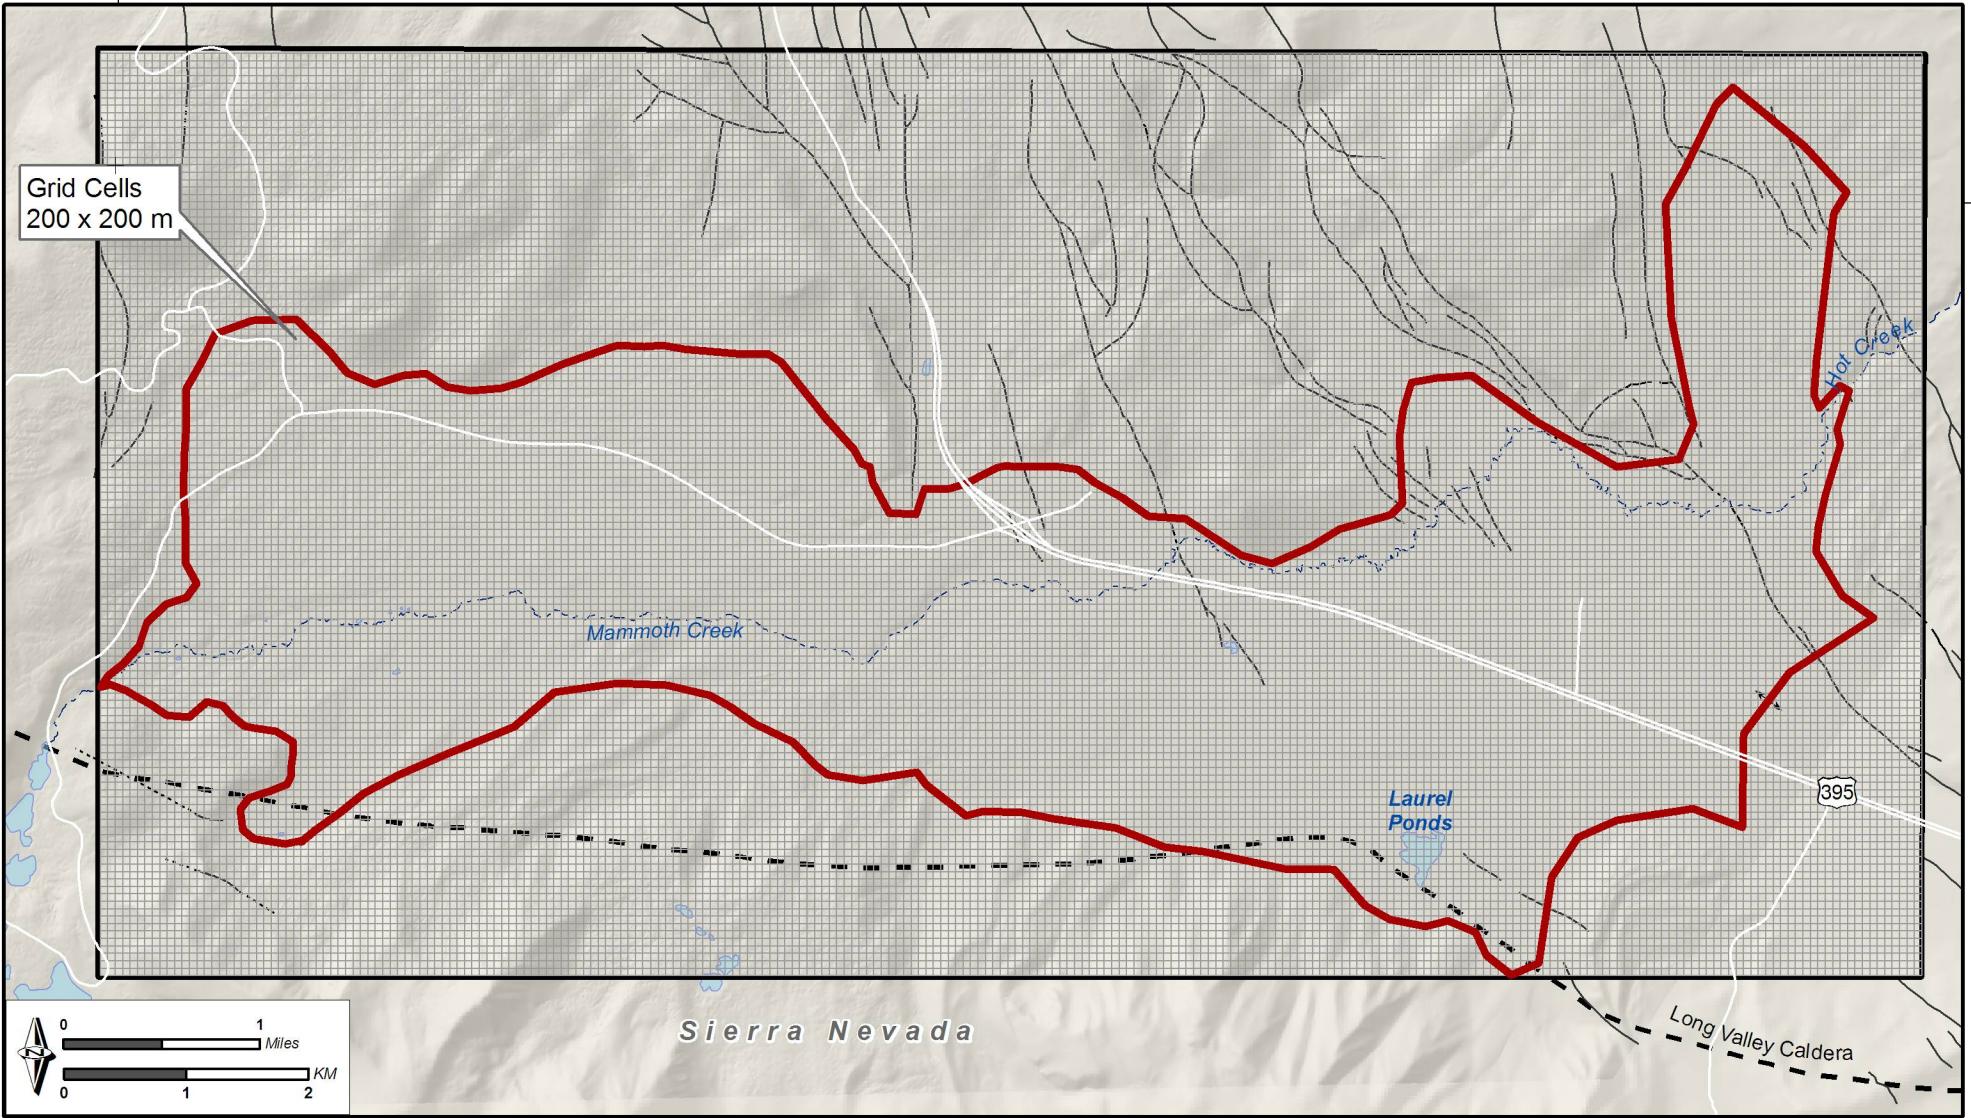 Grid Cells
200 x 200 m
Hot Creek
Mammoth Creek
Laurel
Ponds
395
Sierra Nevada
Long Valley Caldera
N
0 1
Miles
KM
0 1 2